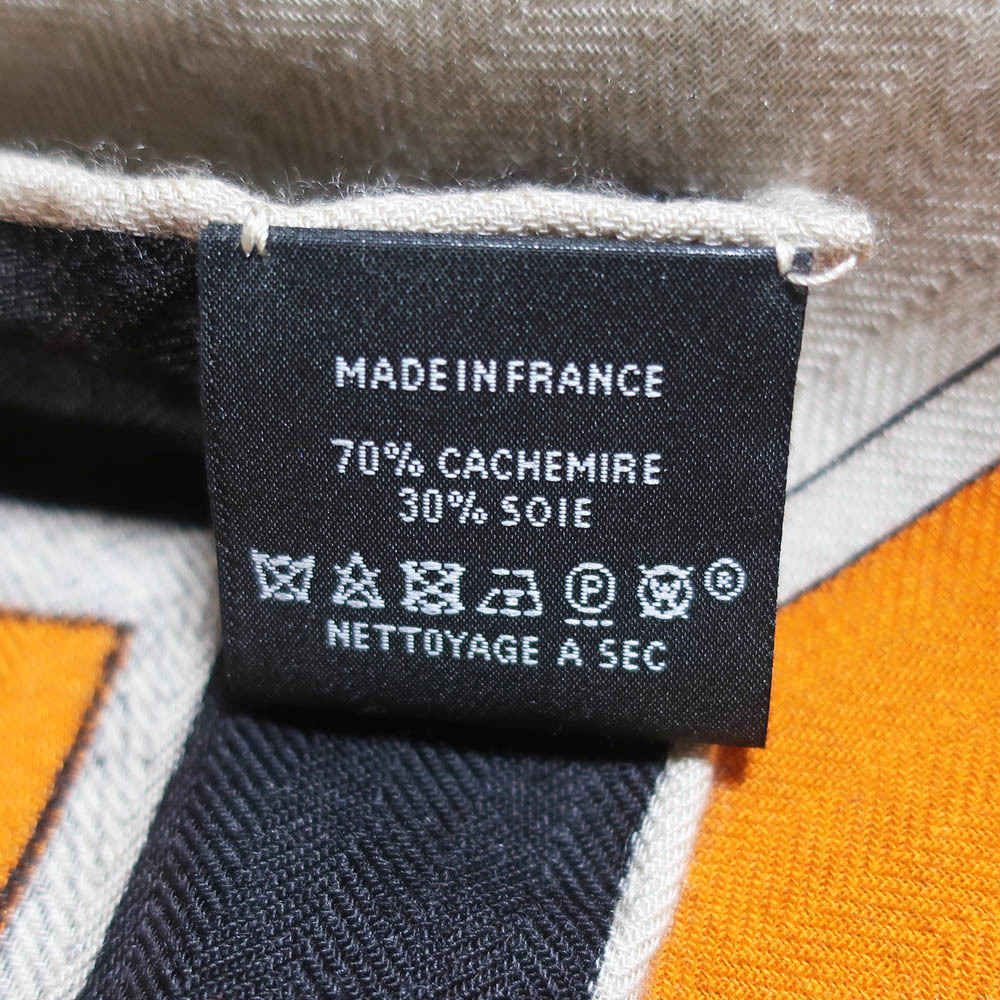 MADE IN FRANCE
70% CACHEMIRE
30% SOIE
P ®
NETTOYAGE A SEC